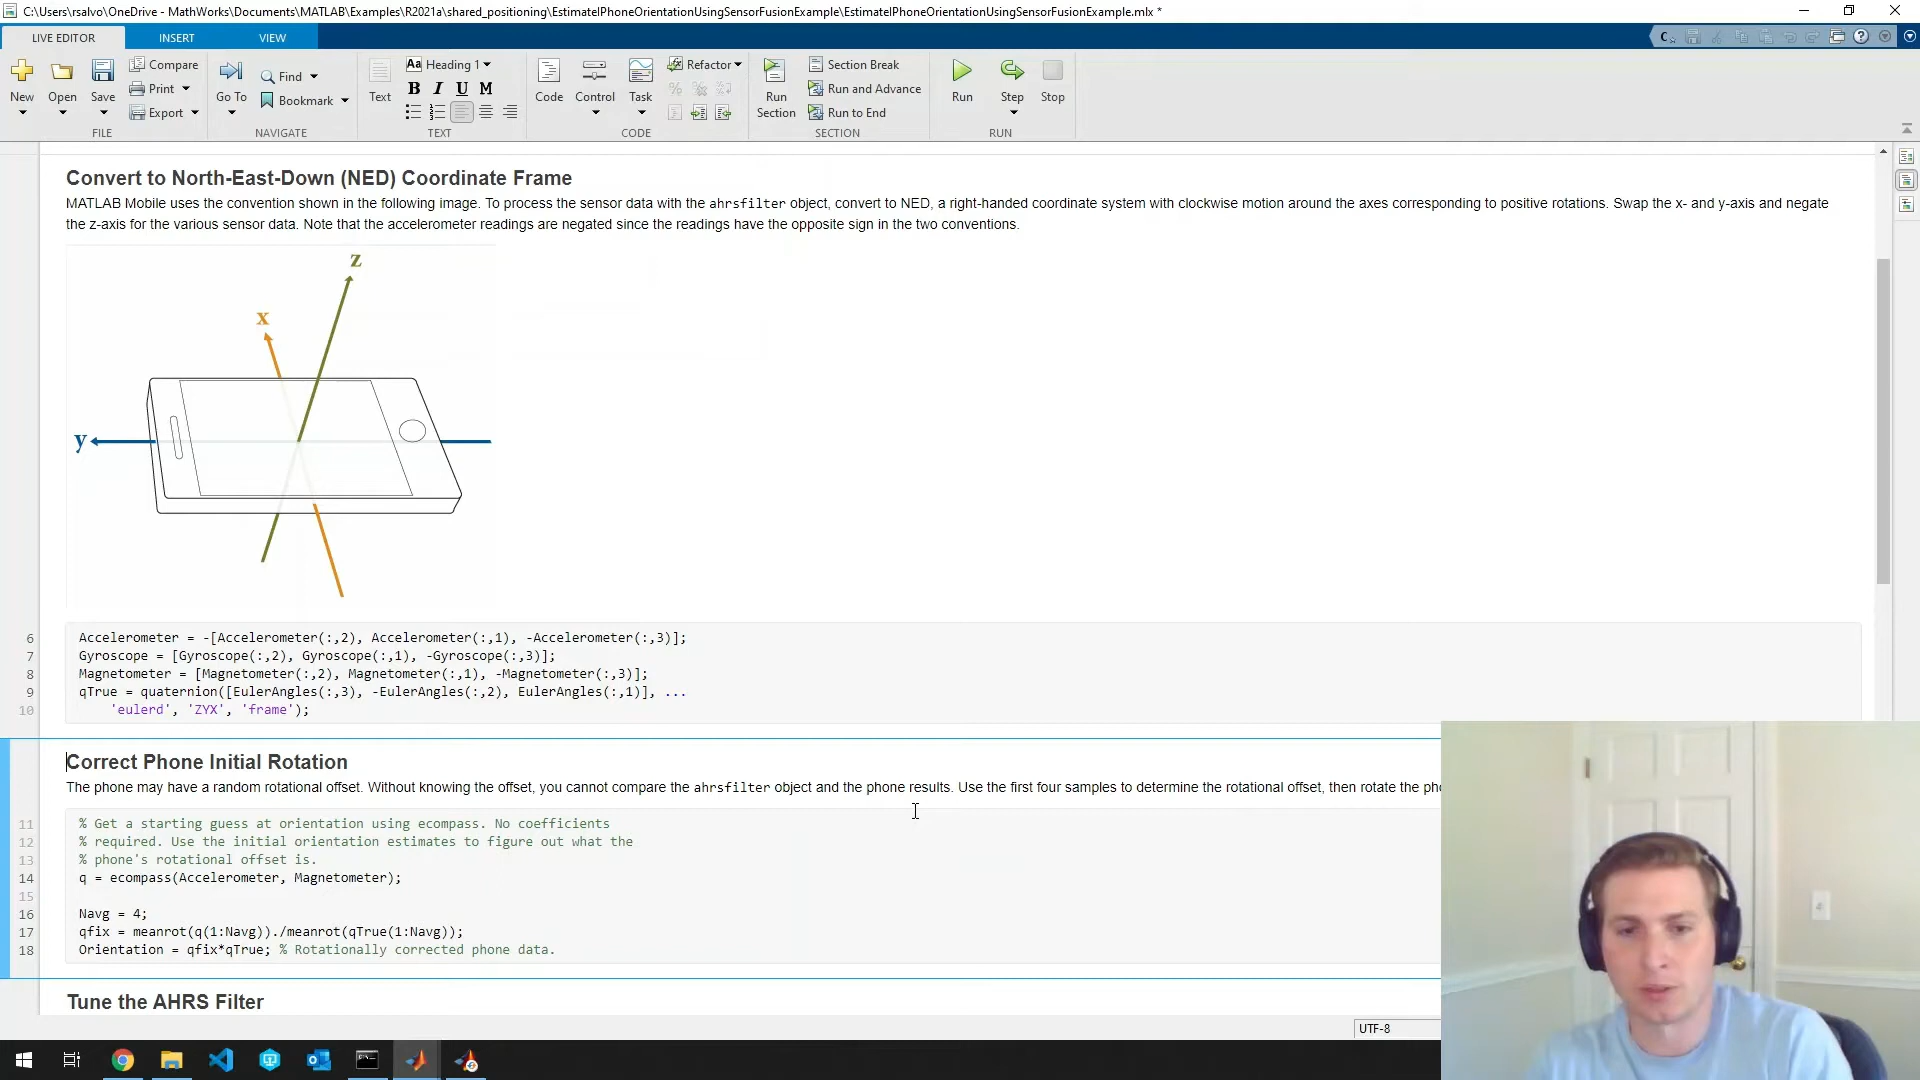 C:\Users\rsalvo\OneDrive - MathWorks\Documents\MATLAB\Examples\R2021a\shared_positioning\EstimateIPhoneOrientationUsingSensorFusionExample\EstimateIPhoneOrientationUsingSensorFusionExample.mlx *
LIVE EDITOR INSERT VIEW
New Open Save Compare Print Export
FILE
Go To Find Bookmark
NAVIGATE
Text Aa Heading 1 B I U M
TEXT
Code Control Task Refactor
CODE
Run Section Section Break Run and Advance Run to End
SECTION
Run Step Stop
RUN
Convert to North-East-Down (NED) Coordinate Frame
MATLAB Mobile uses the convention shown in the following image. To process the sensor data with the ahrsfilter object, convert to NED, a right-handed coordinate system with clockwise motion around the axes corresponding to positive rotations. Swap the x- and y-axis and negate
the z-axis for the various sensor data. Note that the accelerometer readings are negated since the readings have the opposite sign in the two conventions.
z
x
y
6 Accelerometer = -[Accelerometer(:,2), Accelerometer(:,1), -Accelerometer(:,3)];
7 Gyroscope = [Gyroscope(:,2), Gyroscope(:,1), -Gyroscope(:,3)];
8 Magnetometer = [Magnetometer(:,2), Magnetometer(:,1), -Magnetometer(:,3)];
9 qTrue = quaternion([EulerAngles(:,3), -EulerAngles(:,2), EulerAngles(:,1)], ...
10 'eulerd', 'ZYX', 'frame');
Correct Phone Initial Rotation
The phone may have a random rotational offset. Without knowing the offset, you cannot compare the ahrsfilter object and the phone results. Use the first four samples to determine the rotational offset, then rotate the pho
11 % Get a starting guess at orientation using ecompass. No coefficients
12 % required. Use the initial orientation estimates to figure out what the
13 % phone's rotational offset is.
14 q = ecompass(Accelerometer, Magnetometer);
15
16 Navg = 4;
17 qfix = meanrot(q(1:Navg))./meanrot(qTrue(1:Navg));
18 Orientation = qfix*qTrue; % Rotationally corrected phone data.
Tune the AHRS Filter
UTF-8